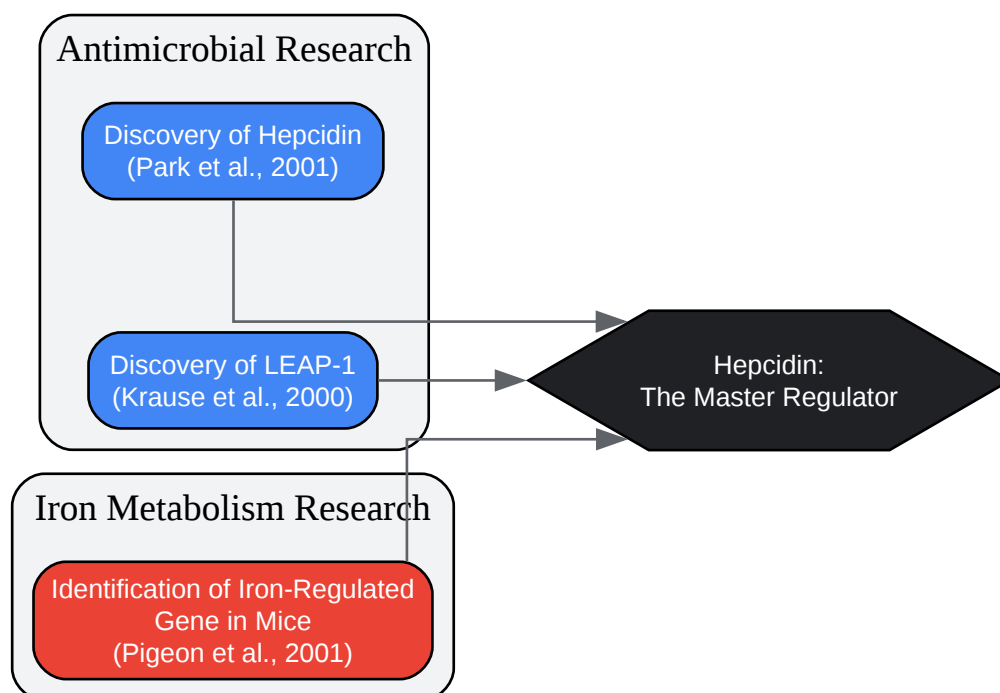 Antimicrobial Research
Discovery of Hepcidin
(Park et al., 2001)
Discovery of LEAP-1
(Krause et al., 2000)
Hepcidin:
The Master Regulator
Iron Metabolism Research
Identification of Iron-Regulated
Gene in Mice
(Pigeon et al., 2001)